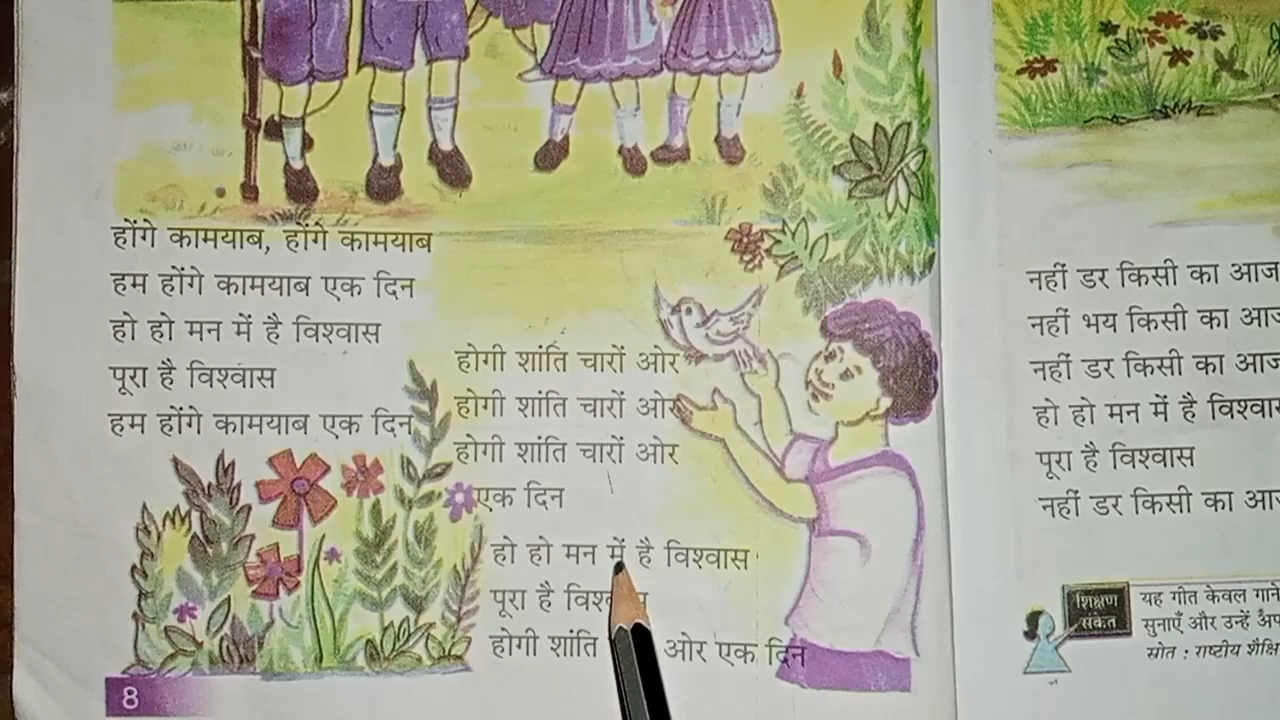 होंगे कामयाब, होंगे कामयाब
हम होंगे कामयाब एक दिन
हो हो मन में है विश्वास
पूरा है विश्वास
हम होंगे कामयाब एक दिन
होगी शांति चारों ओर
होगी शांति चारों ओर
होगी शांति चारों ओर
एक दिन
हो हो मन में है विश्वास
पूरा है
होगी शांति ओर एक दिन
8
नहीं डर किसी का आज
नहीं भय किसी का
नहीं डर किसी का आज
हो हो मन में है
पूरा है विश्वास
नहीं डर किसी का
शिक्षण
संकेत
यह गीत केवल गाने
सुनाएँ और उन्हें
स्रोत : राष्टीय